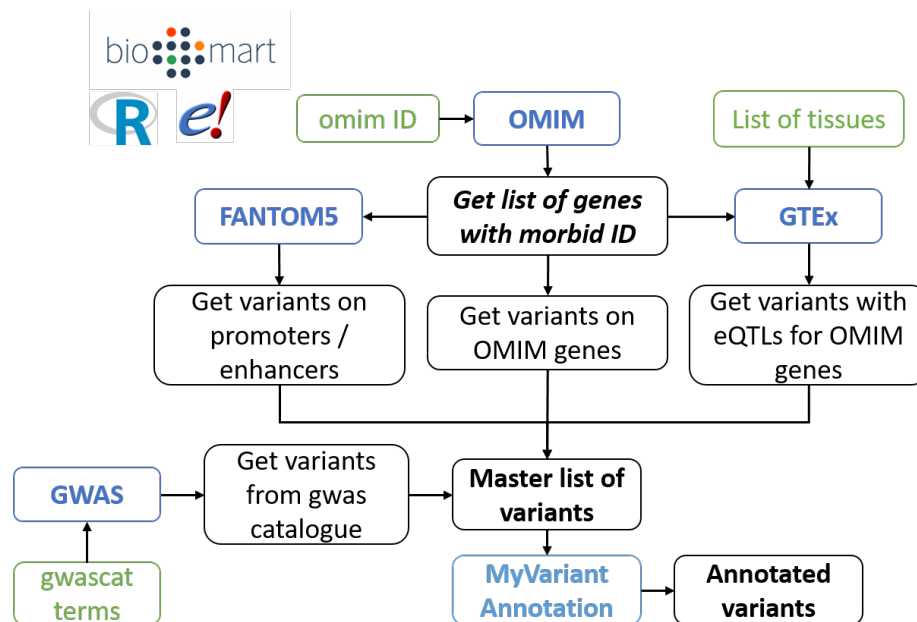 bio mart
R e!
omim ID
OMIM
List of tissues
FANTOM5
Get list of genes
with morbid ID
GTEx
Get variants on
promoters /
enhancers
Get variants on
OMIM genes
Get variants with
eQTLs for OMIM
genes
GWAS
Get variants
from gwas
catalogue
Master list of
variants
gwascat
terms
MyVariant
Annotation
Annotated
variants